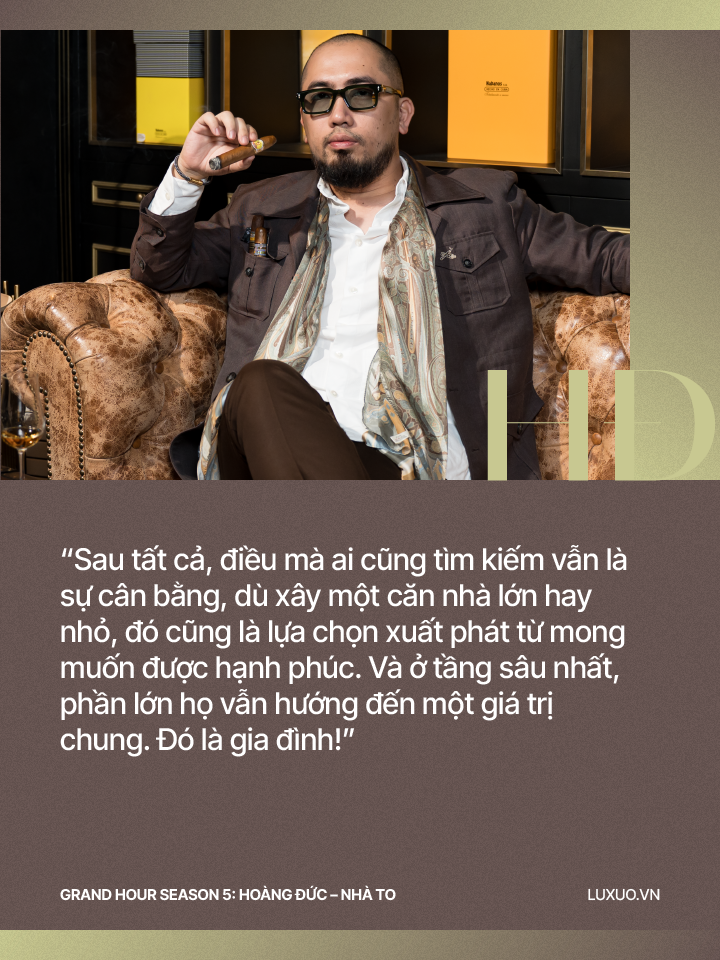 HD
“Sau tất cả, điều mà ai cũng tìm kiếm vẫn là
sự cân bằng, dù xây một căn nhà lớn hay
nhỏ, đó cũng là lựa chọn xuất phát từ mong
muốn được hạnh phúc. Và ở tầng sâu nhất,
phần lớn họ vẫn hướng đến một giá trị
chung. Đó là gia đình!”
GRAND HOUR SEASON 5: HOÀNG ĐỨC – NHÀ TO
LUXUO.VN